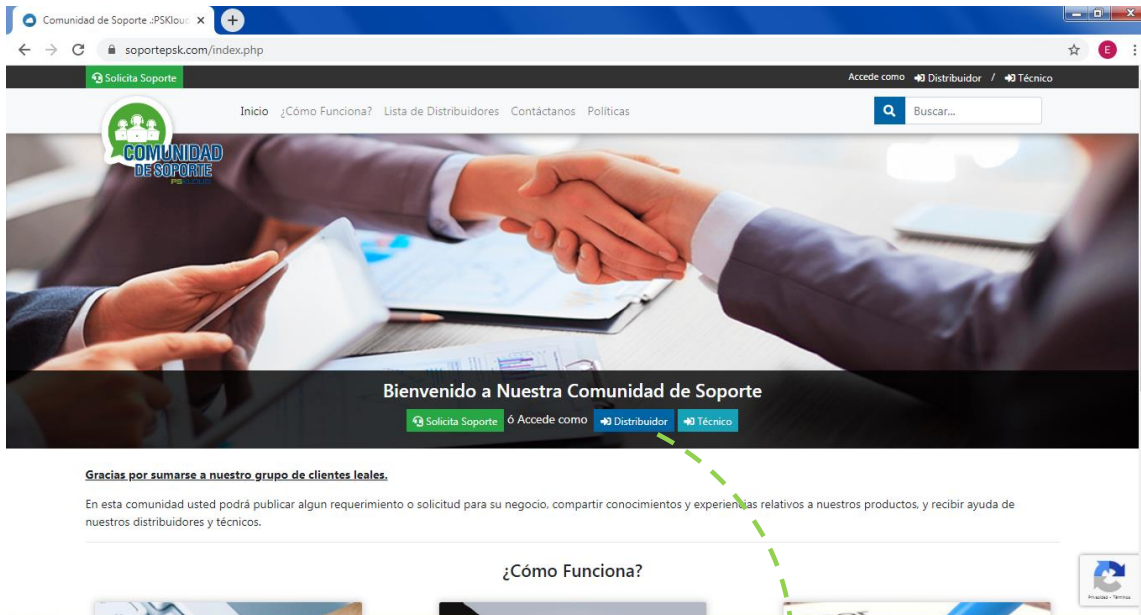 Comunidad de Soporte .:PSKlou
soportepsk.com/index.php
E
Solicita Soporte
Accede como Distribuidor / Técnico
COMUNIDAD
DE SOPORTE
Inicio ¿Cómo Funciona? Lista de Distribuidores Contáctanos Políticas
Buscar...
Bienvenido a Nuestra Comunidad de Soporte
Solicita Soporte ó Accede como Distribuidor Técnico
Gracias por sumarse a nuestro grupo de clientes leales.
En esta comunidad usted podrá publicar algun requerimiento o solicitud para su negocio, compartir conocimientos y experiencias relativos a nuestros productos, y recibir ayuda de
nuestros distribuidores y técnicos.
¿Cómo Funciona?